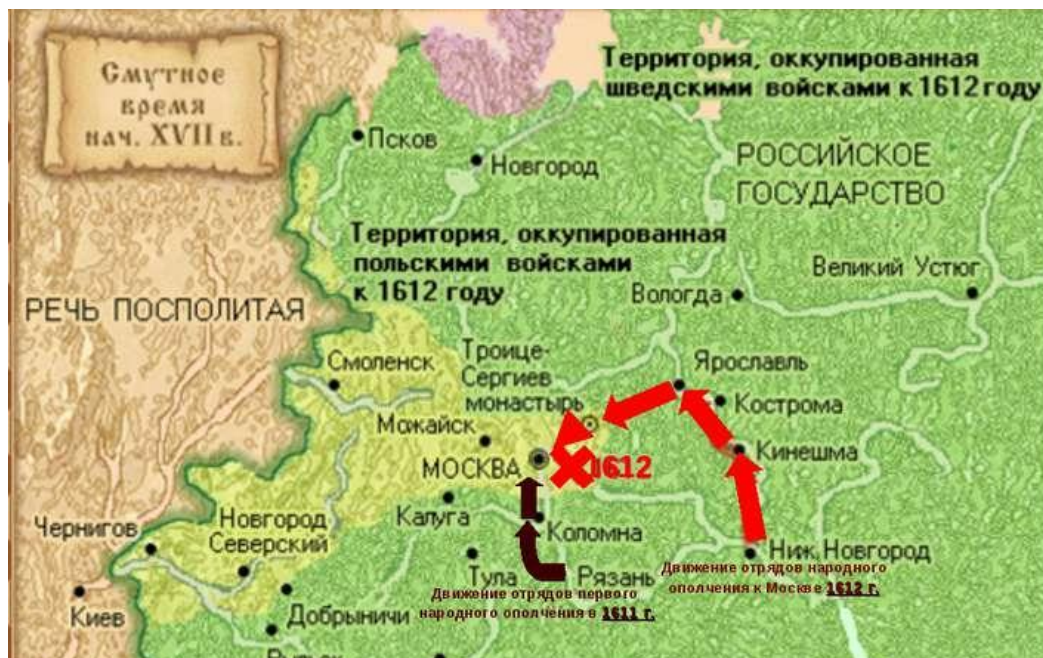 Смутное
время
нач. XVII в.
Территория, оккупированная
шведскими войсками к 1612 году
Псков
Новгород
РОССИЙСКОЕ
ГОСУДАРСТВО
Территория, оккупированная
польскими войсками
к 1612 году
Великий Устюг
РЕЧЬ ПОСПОЛИТАЯ
Вологда
Смоленск
Троице-
Сергиев
монастырь
Ярославль
Кострома
Можайск
Кинешма
МОСКВА
1612
Калуга
Коломна
Чернигов
Новгород
Северский
Ниж.Новгород
Тула
Рязань
Движение отрядов народного
ополчения к Москве 1612 г.
Движение отрядов первого
народного ополчения в 1611 г.
Киев
Добрыничи